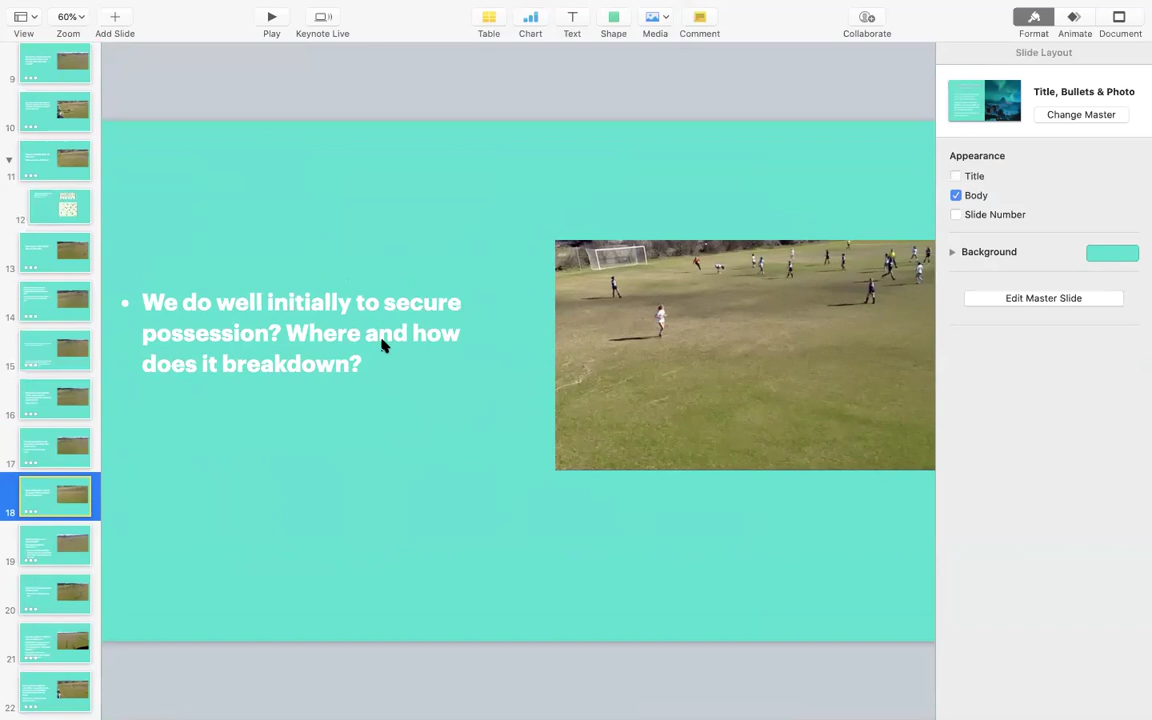 View
60%
Zoom
Add Slide
Play
Keynote Live
Table
Chart
Text
Shape
Media
Comment
Collaborate
Format
Animate
Document
9
10
11
12
13
14
15
16
17
18
19
20
21
22
• We do well initially to secure
possession? Where and how
does it breakdown?
Slide Layout
Title, Bullets & Photo
Change Master
Appearance
Title
Body
Slide Number
Background
Edit Master Slide